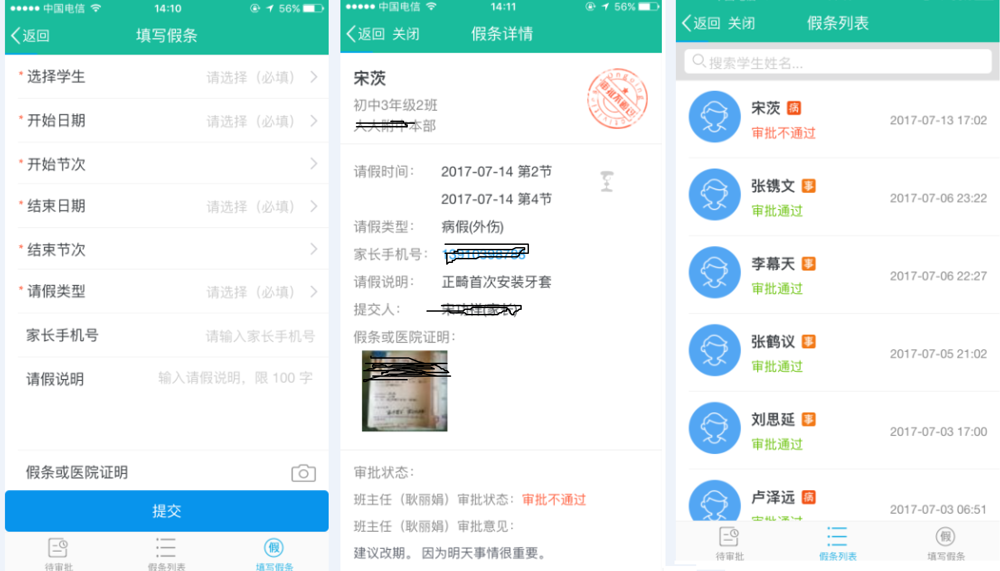 中国电信 14:10 56%
返回 填写假条
* 选择学生 请选择（必填）
* 开始日期 请选择（必填）
* 开始节次
* 结束日期 请选择（必填）
* 结束节次
* 请假类型 请选择（必填）
家长手机号 请输入家长手机号
请假说明 输入请假说明，限 100 字
假条或医院证明
提交
待审批 假条列表 假 填写假条
中国电信 14:11 56%
返回 关闭 假条详情
宋茨
审批不通过
初中3年级2班
本部
请假时间： 2017-07-14 第2节
2017-07-14 第4节
请假类型： 病假(外伤)
家长手机号：
请假说明： 正畸首次安装牙套
提交人：
假条或医院证明：
审批状态：
班主任（耿丽娟）审批状态：审批不通过
班主任（耿丽娟）审批意见：
建议改期。 因为明天事情很重要。
返回 关闭 假条列表
搜索学生姓名...
宋茨 病
审批不通过 2017-07-13 17:02
张镌文 事
审批通过 2017-07-06 23:22
李幕天 事
审批通过 2017-07-06 22:27
张鹤议 事
审批通过 2017-07-05 21:02
刘思延 事
审批通过 2017-07-03 17:00
卢泽远 病
2017-07-03 06:51
待审批 假条列表 假 填写假条